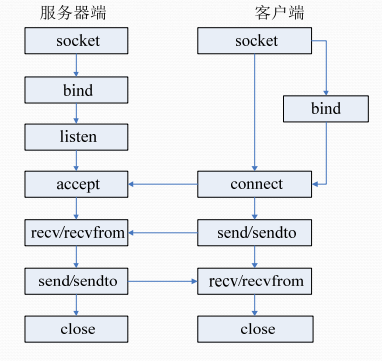 服务器端
客户端
socket
socket
bind
bind
listen
accept
connect
recv/recvfrom
send/sendto
send/sendto
recv/recvfrom
close
close